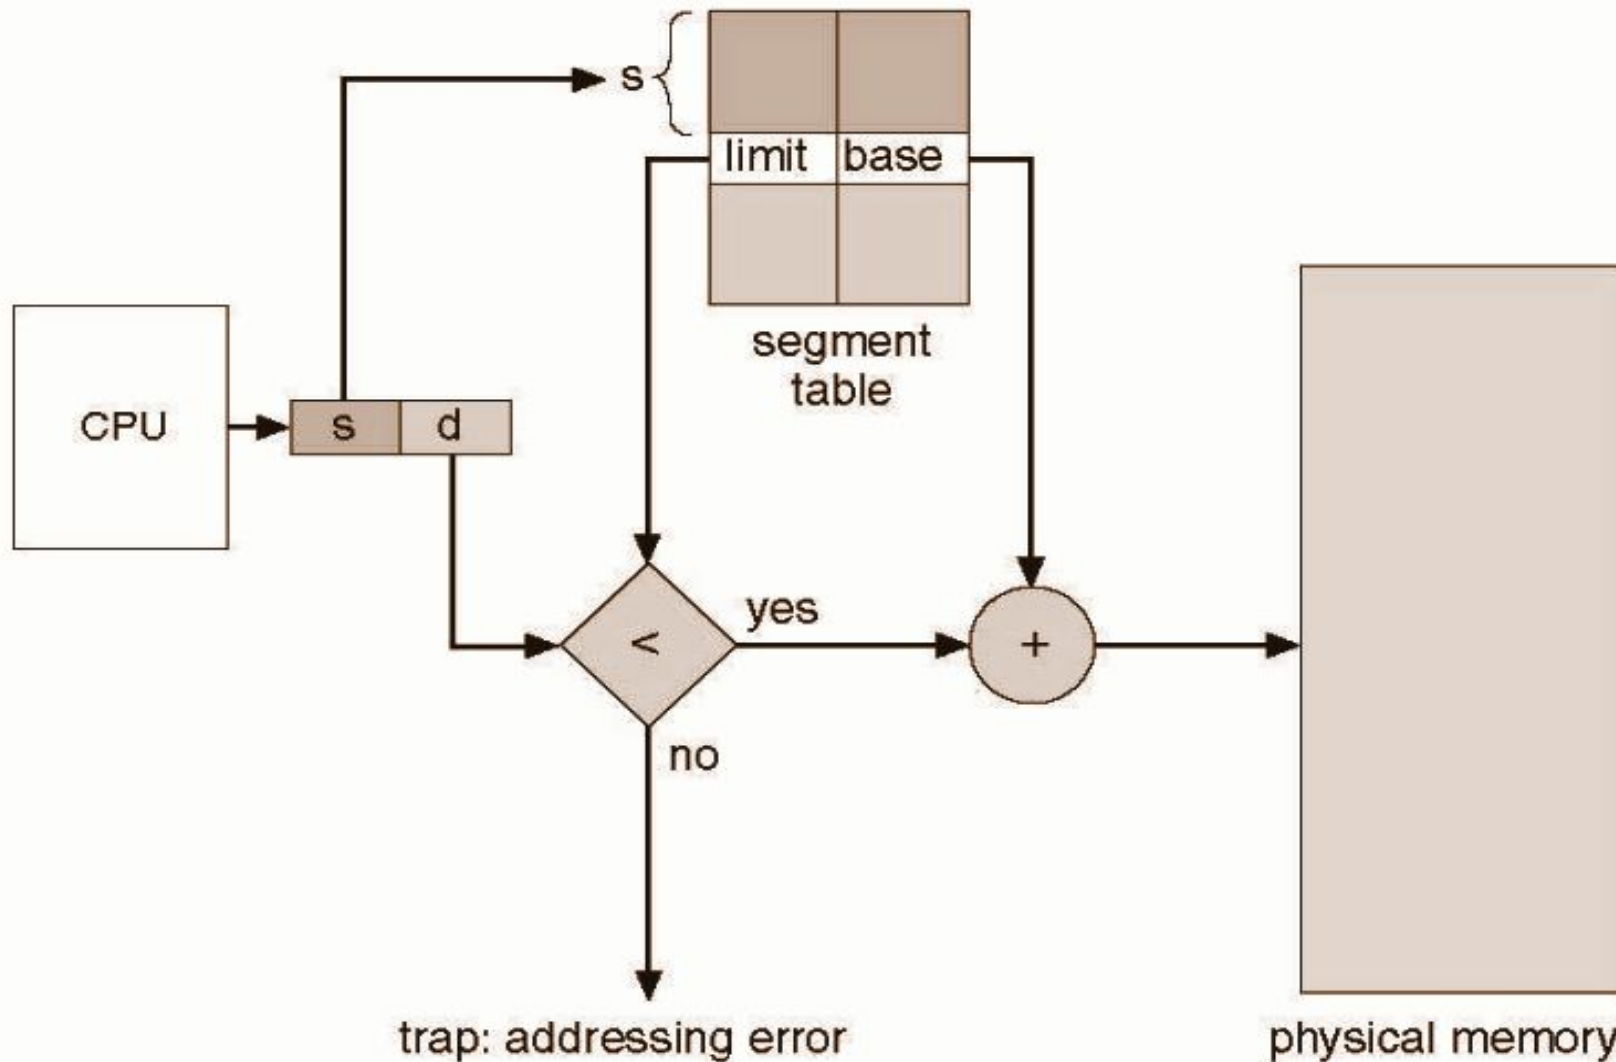 s
limit base
segment
table
CPU
s d
<
yes
+
no
trap: addressing error
physical memory